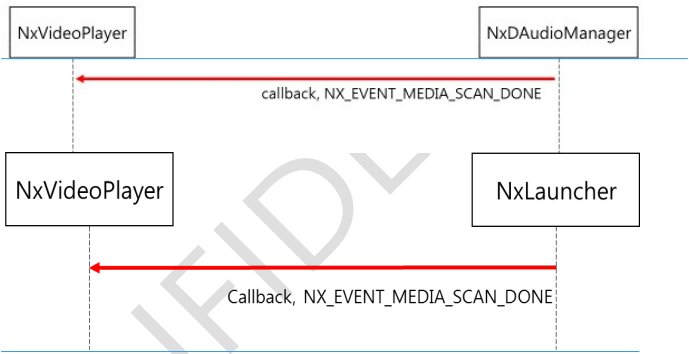 NxVideoPlayer
NxDAudioManager
callback, NX_EVENT_MEDIA_SCAN_DONE
NxVideoPlayer
NxLauncher
Callback, NX_EVENT_MEDIA_SCAN_DONE